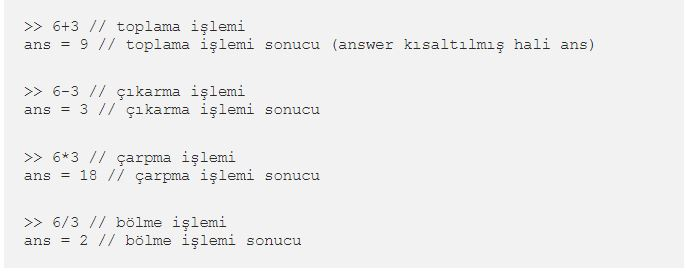 >> 6+3 // toplama işlemi
ans = 9 // toplama işlemi sonucu (answer kısaltılmış hali ans)
>> 6-3 // çıkarma işlemi
ans = 3 // çıkarma işlemi sonucu
>> 6*3 // çarpma işlemi
ans = 18 // çarpma işlemi sonucu
>> 6/3 // bölme işlemi
ans = 2 // bölme işlemi sonucu